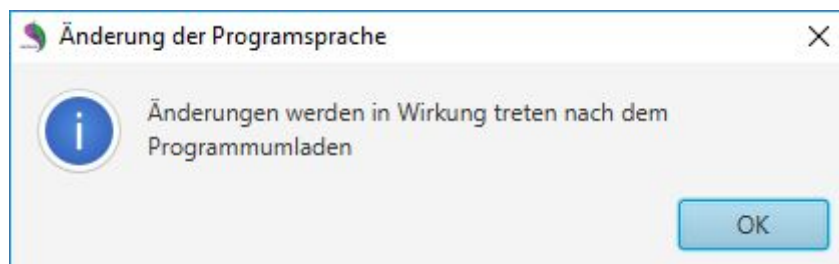 Änderung der Programsprache
Änderungen werden in Wirkung treten nach dem
Programmumladen
OK